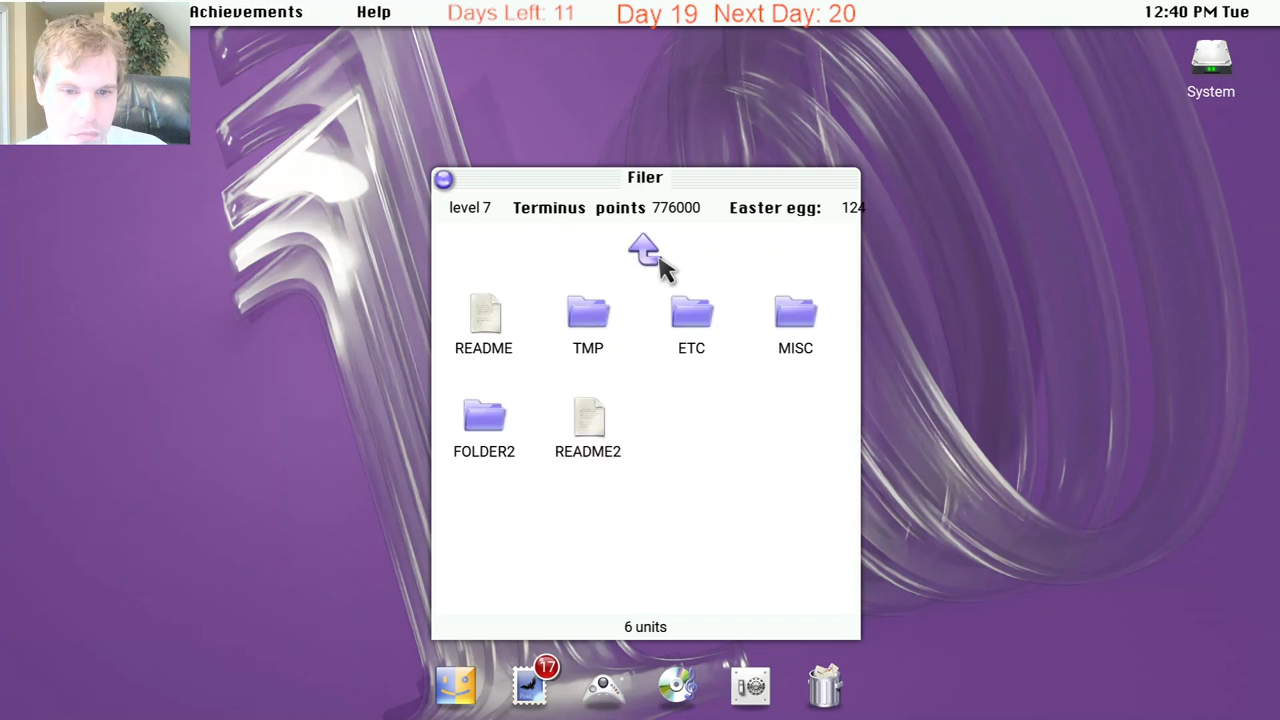 Achievements Help Days Left: 11 Day 19 Next Day: 20 12:40 PM Tue
System
Filer
level 7 Terminus points 776000 Easter egg: 124
README TMP ETC MISC
FOLDER2 README2
6 units
17